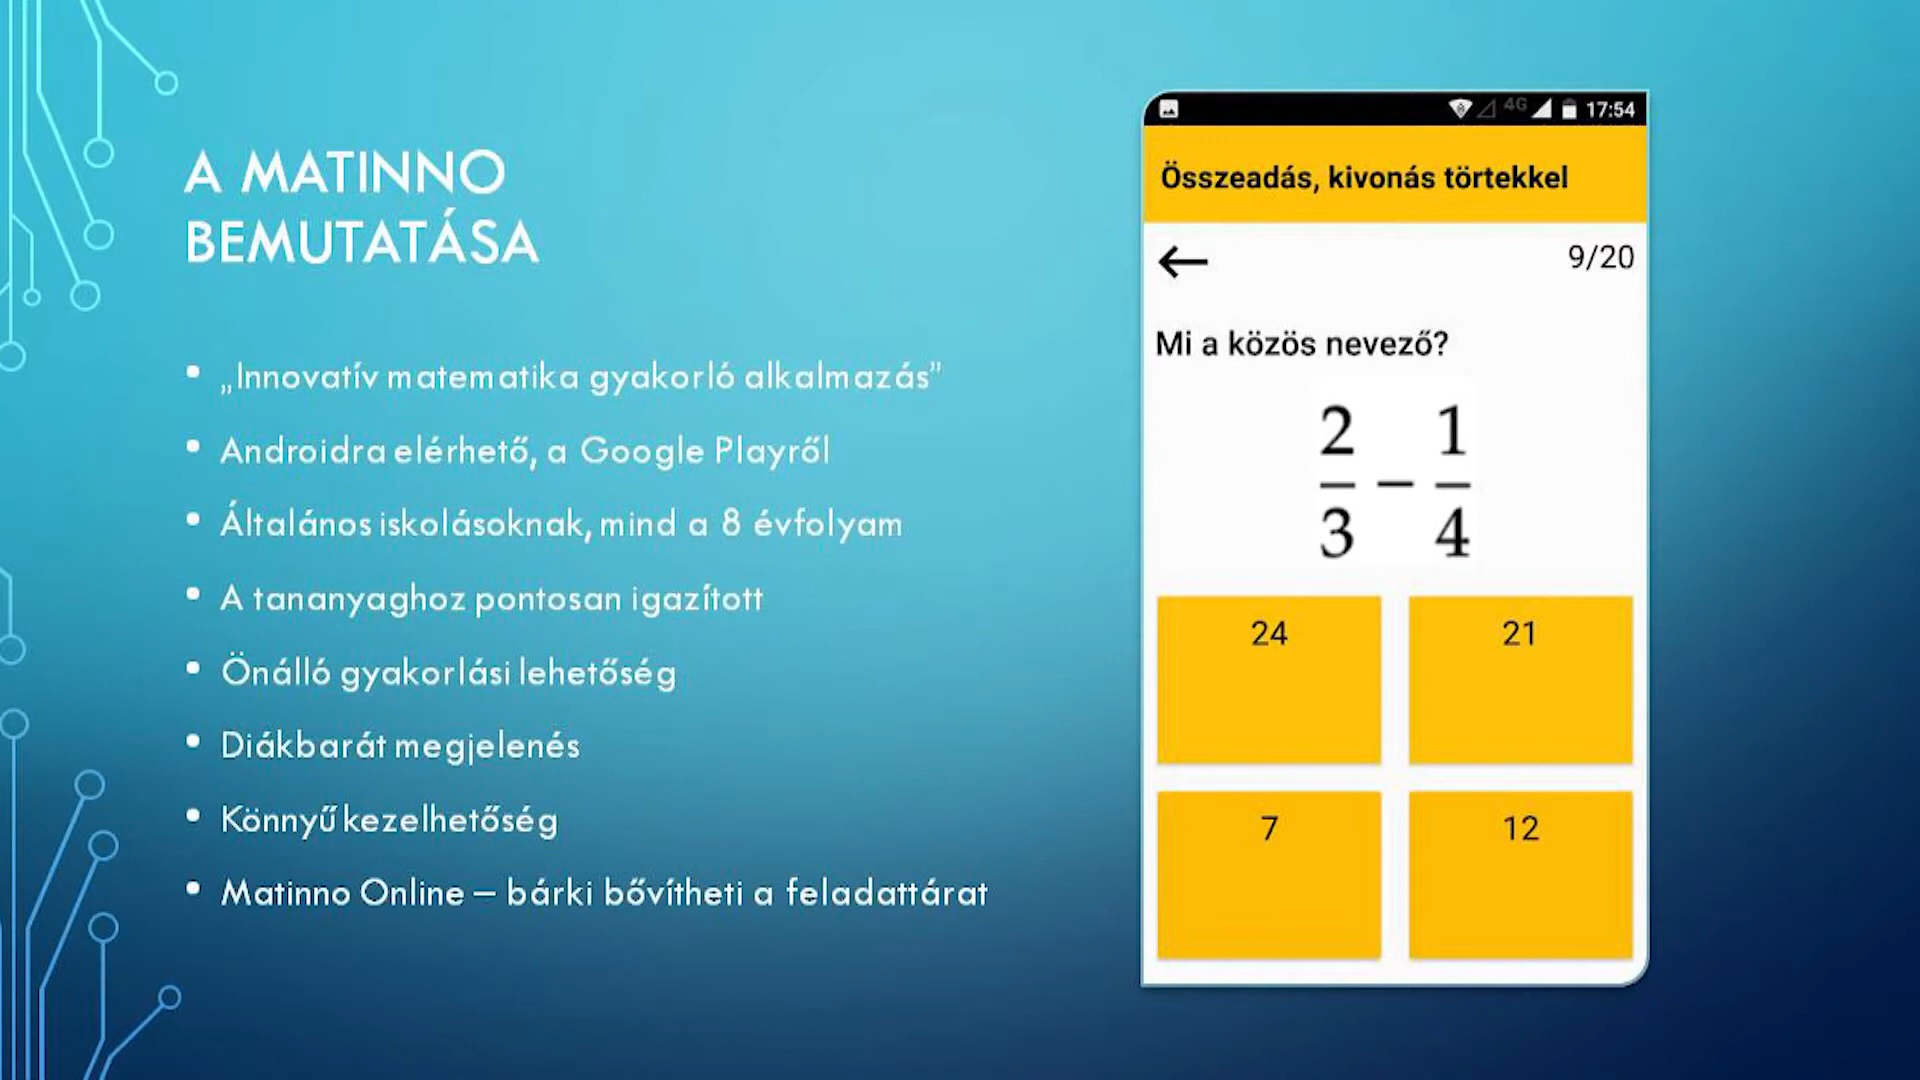 A MATINNO
BEMUTATÁSA
• „Innovatív matematika gyakorló alkalmazás”
• Androidra elérhető, a Google Playről
• Általános iskolásoknak, mind a 8 évfolyam
• A tananyaghoz pontosan igazított
• Önálló gyakorlási lehetőség
• Diákbarát megjelenés
• Könnyű kezelhetőség
• Matinno Online – bárki bővítheti a feladattárat
4G 17:54
Összeadás, kivonás törtekkel
← 9/20
Mi a közös nevező?
2 1
–
3 4
24 21
7 12